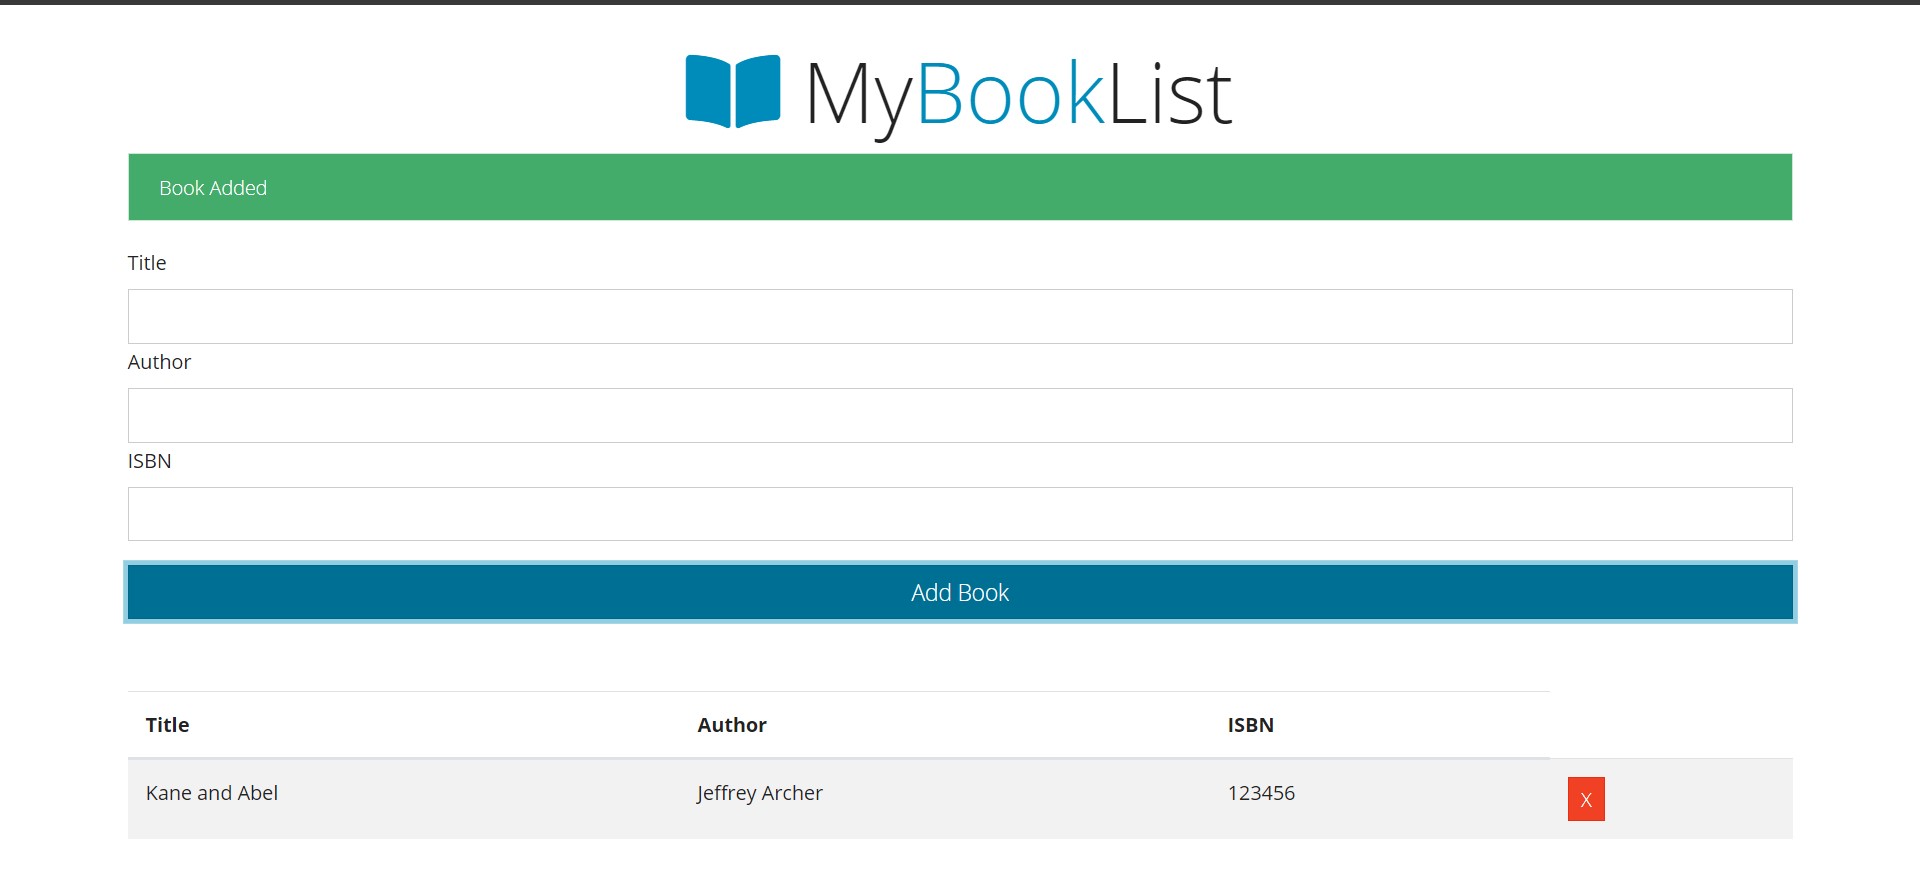 MyBookList
Book Added
Title
Author
ISBN
Add Book
Title Author ISBN
Kane and Abel Jeffrey Archer 123456 X